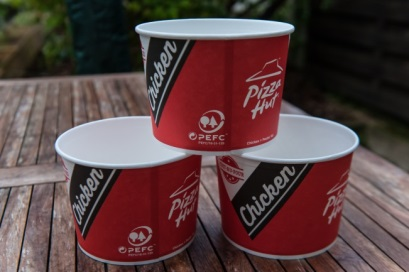 Chicken
Pizza
Hut
PEFC
Chicken
PEFC
Pizza
Hut
Chicken
Pizza
Hut